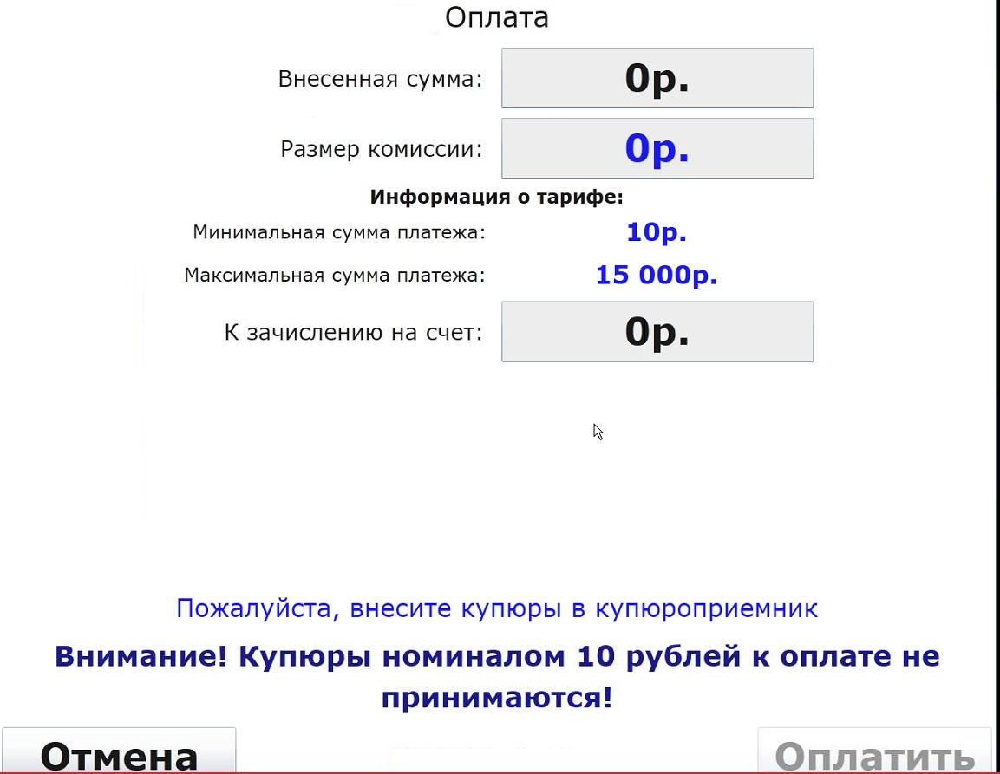 Оплата
Внесенная сумма: 0р.
Размер комиссии: 0р.
Информация о тарифе:
Минимальная сумма платежа: 10р.
Максимальная сумма платежа: 15 000р.
К зачислению на счет: 0р.
Пожалуйста, внесите купюры в купюроприемник
Внимание! Купюры номиналом 10 рублей к оплате не
принимаются!
Отмена Оплатить